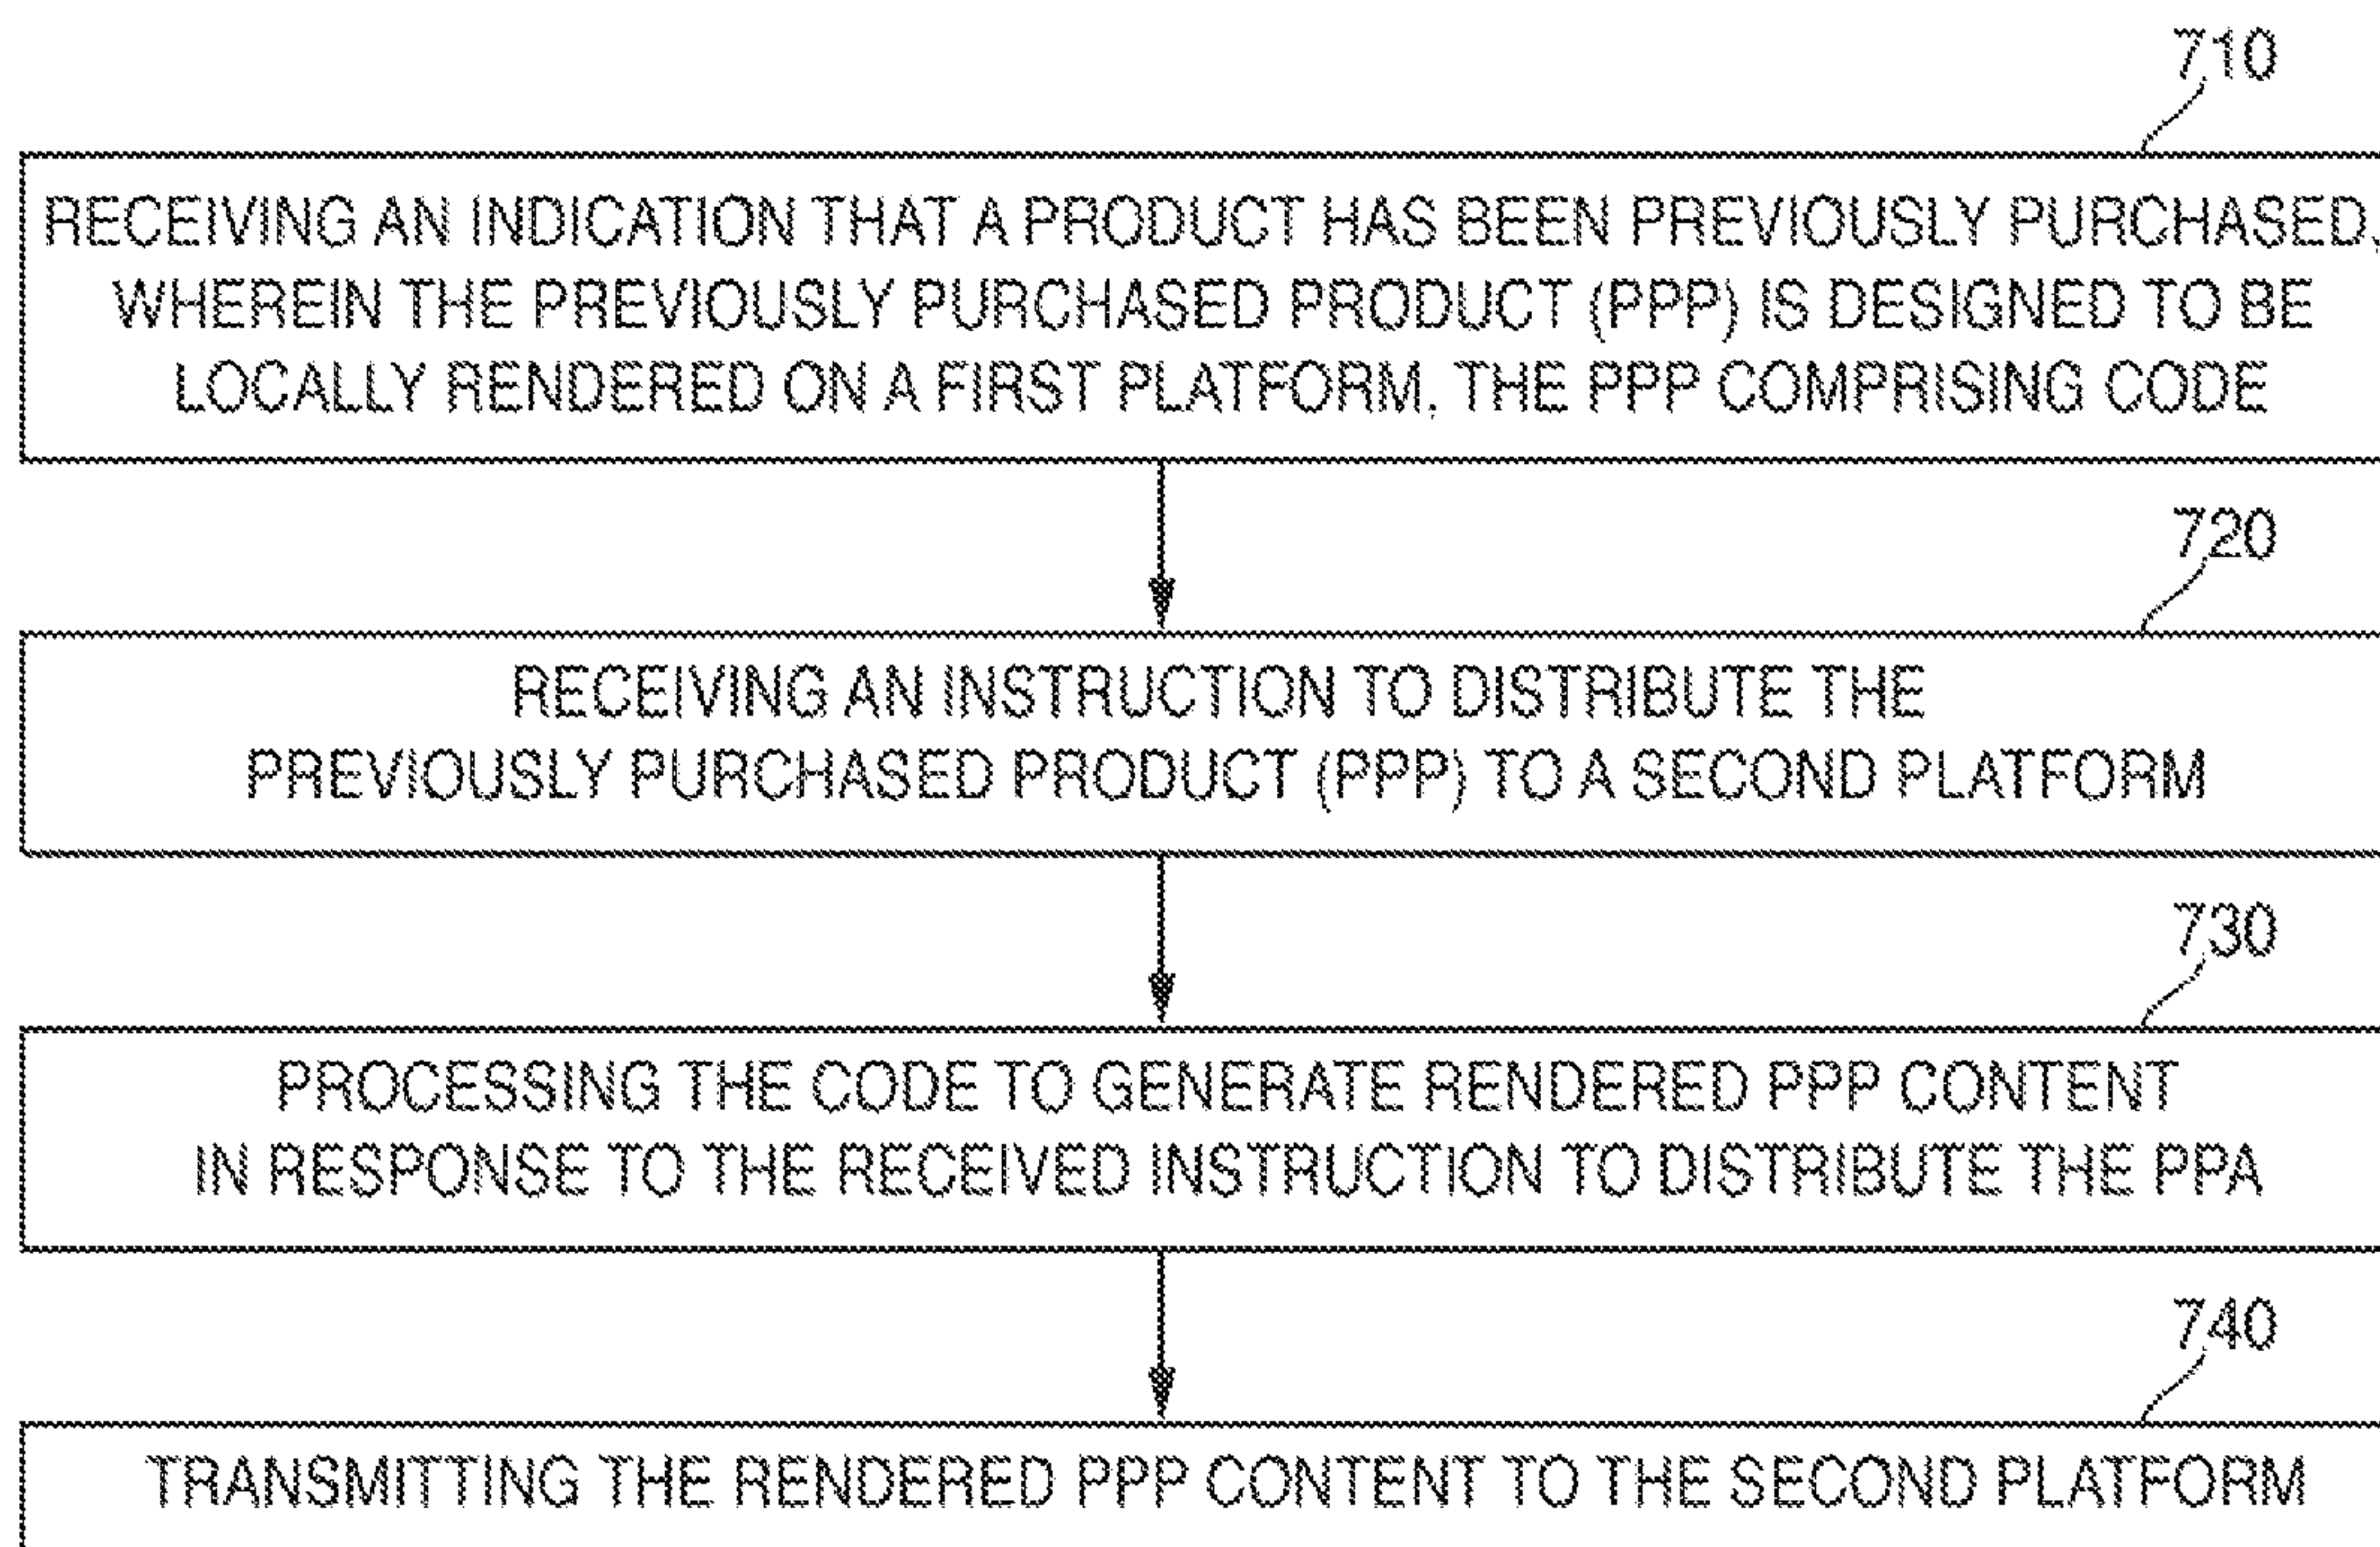 710
RECEIVING AN INDICATION THAT A PRODUCT HAS BEEN PREVIOUSLY PURCHASED,
WHEREIN THE PREVIOUSLY PURCHASED PRODUCT (PPP) IS DESIGNED TO BE
LOCALLY RENDERED ON A FIRST PLATFORM, THE PPP COMPRISING CODE
720
RECEIVING AN INSTRUCTION TO DISTRIBUTE THE
PREVIOUSLY PURCHASED PRODUCT (PPP) TO A SECOND PLATFORM
730
PROCESSING THE CODE TO GENERATE RENDERED PPP CONTENT
IN RESPONSE TO THE RECEIVED INSTRUCTION TO DISTRIBUTE THE PPA
740
TRANSMITTING THE RENDERED PPP CONTENT TO THE SECOND PLATFORM